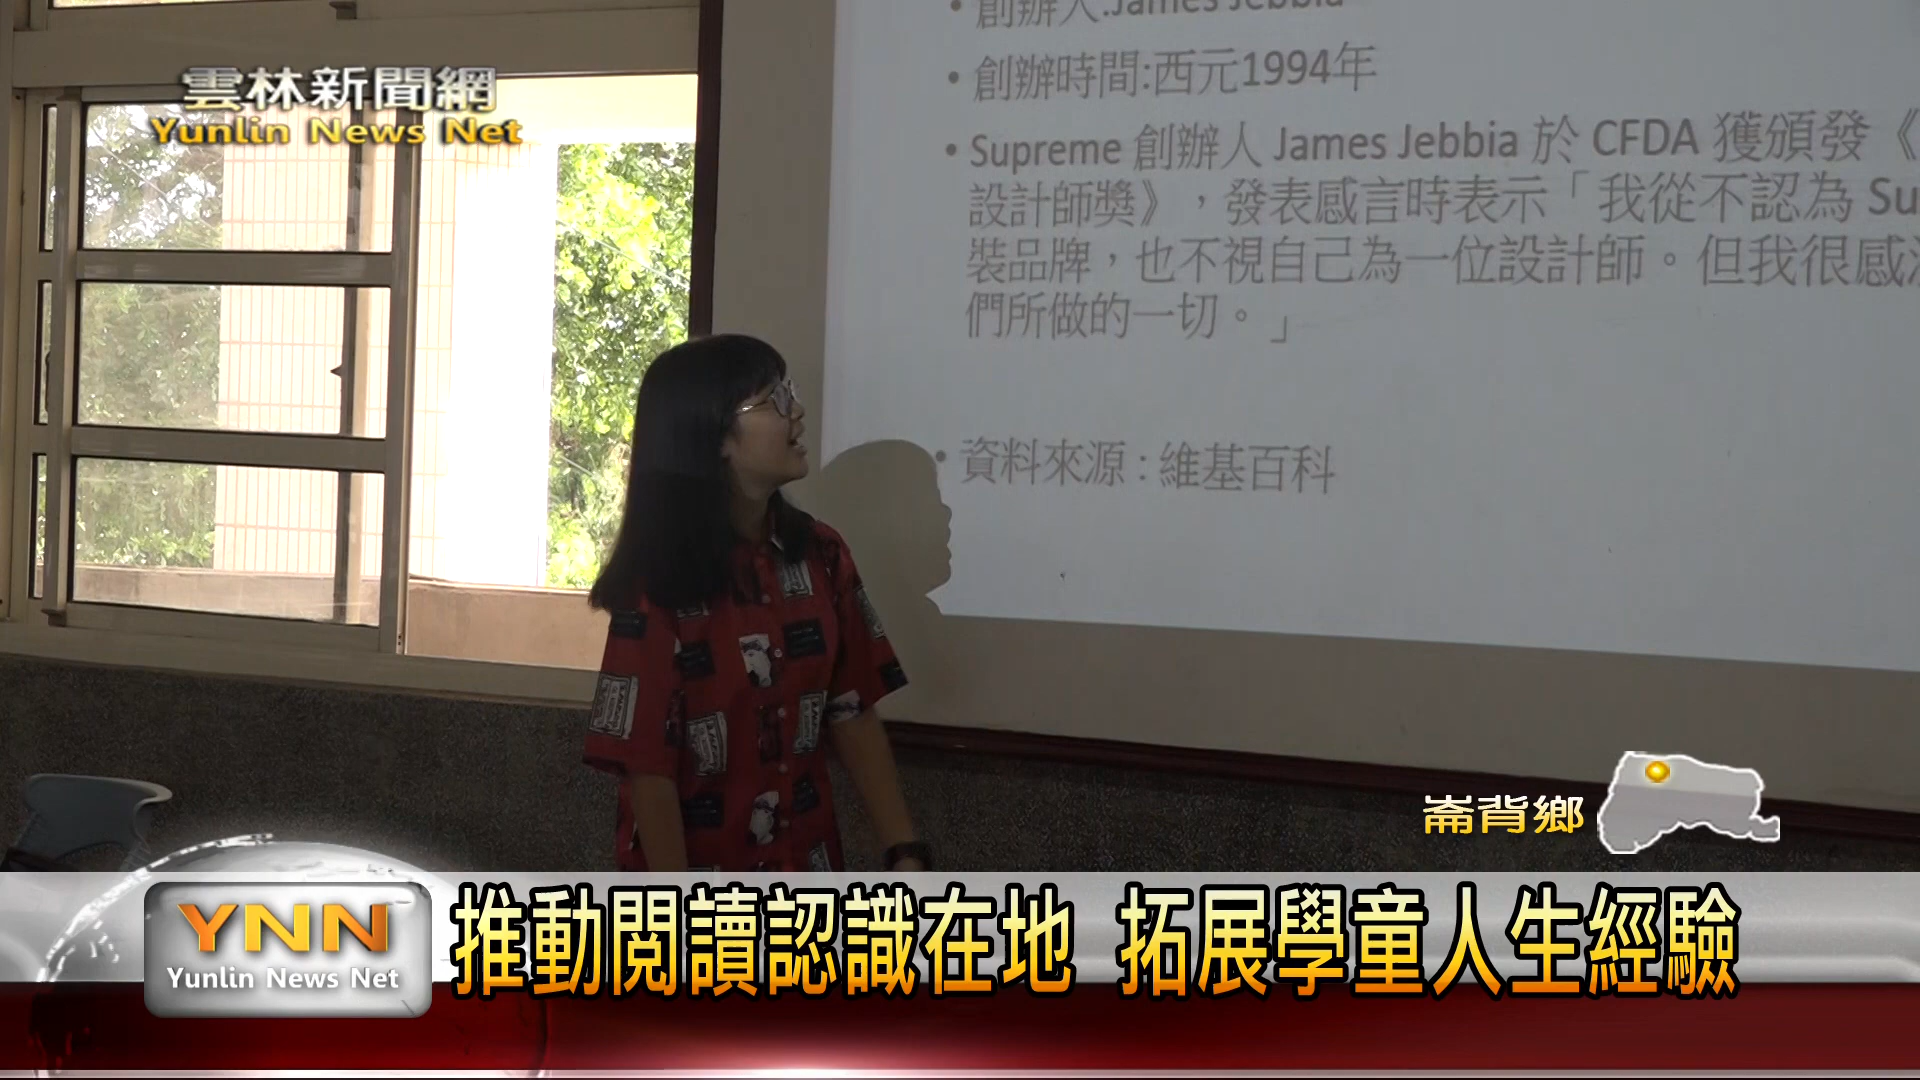 雲林新聞網
Yunlin News Net
• 創辦人:James Jebbia
• 創辦時間:西元1994年
• Supreme 創辦人 James Jebbia 於 CFDA 獲頒發《
設計師獎》，發表感言時表示「我從不認為 Su
裝品牌，也不視自己為一位設計師。但我很感
們所做的一切。」
• 資料來源：維基百科
崙背鄉
YNN
Yunlin News Net
推動閱讀認識在地 拓展學童人生經驗